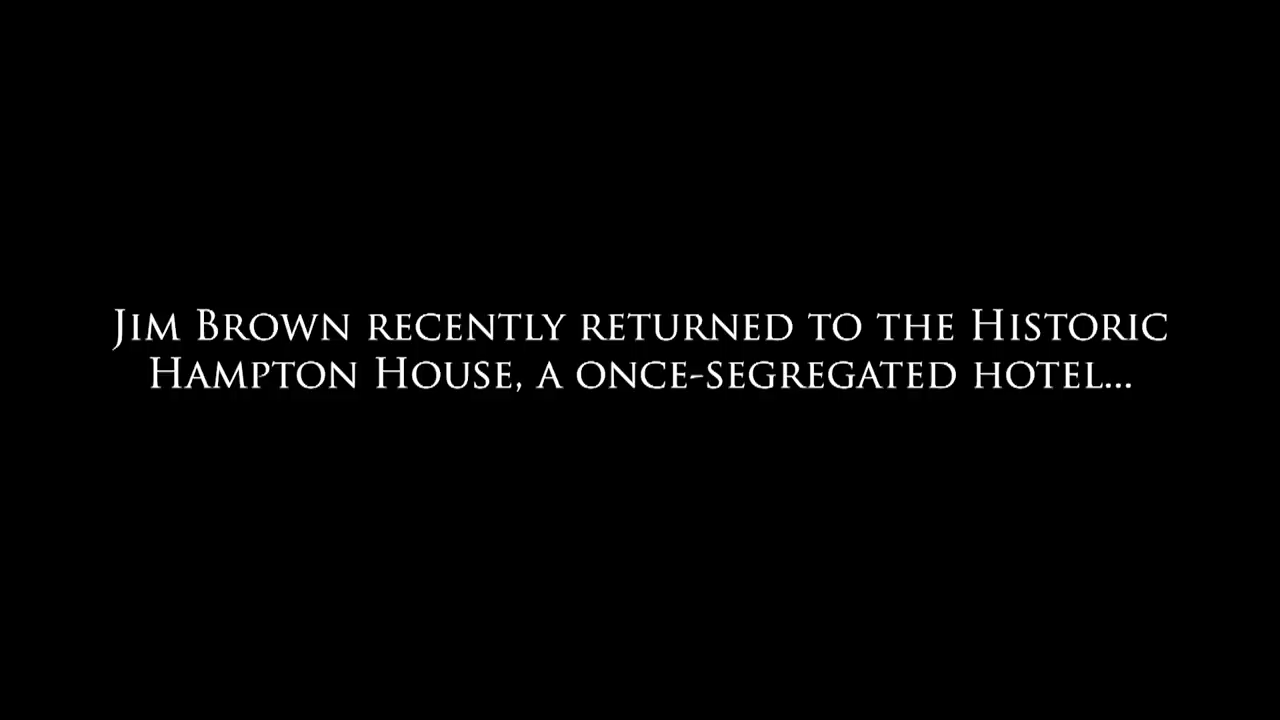 Jim Brown recently returned to the Historic
Hampton House, a once-segregated hotel...